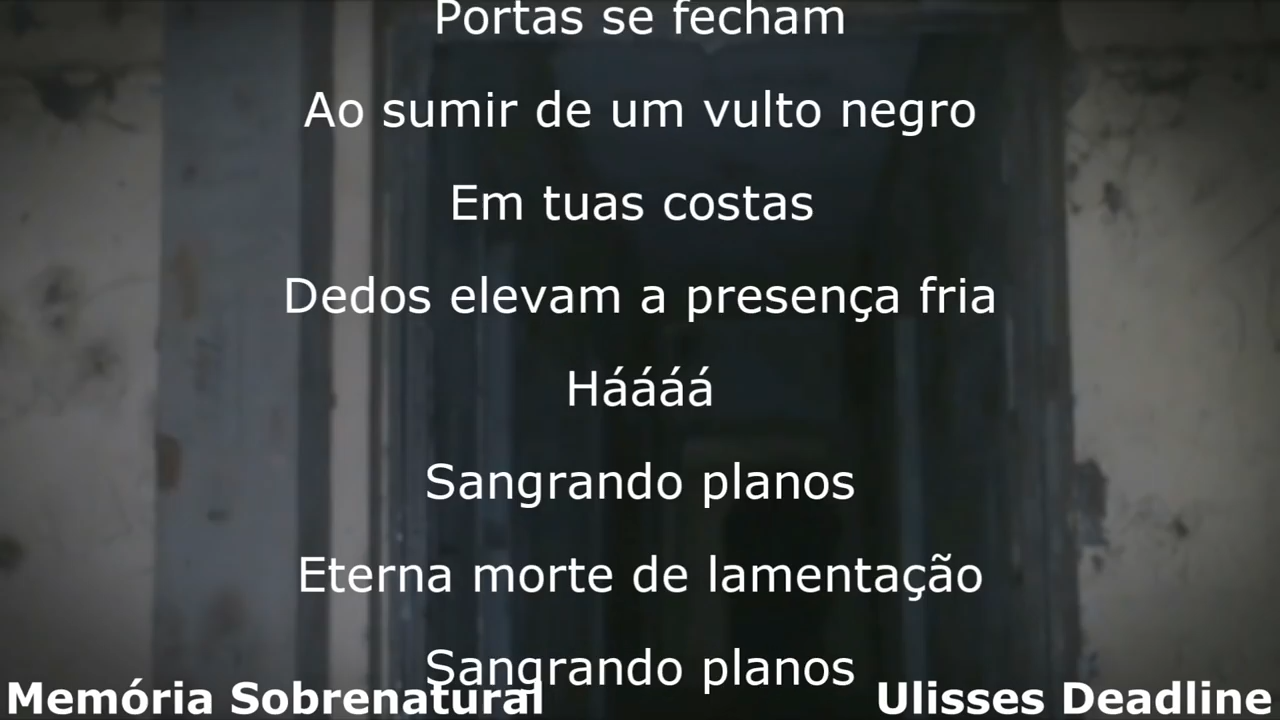 Portas se fecham
Ao sumir de um vulto negro
Em tuas costas
Dedos elevam a presença fria
Háááá
Sangrando planos
Eterna morte de lamentação
Sangrando planos
Memória Sobrenatural
Ulisses Deadline